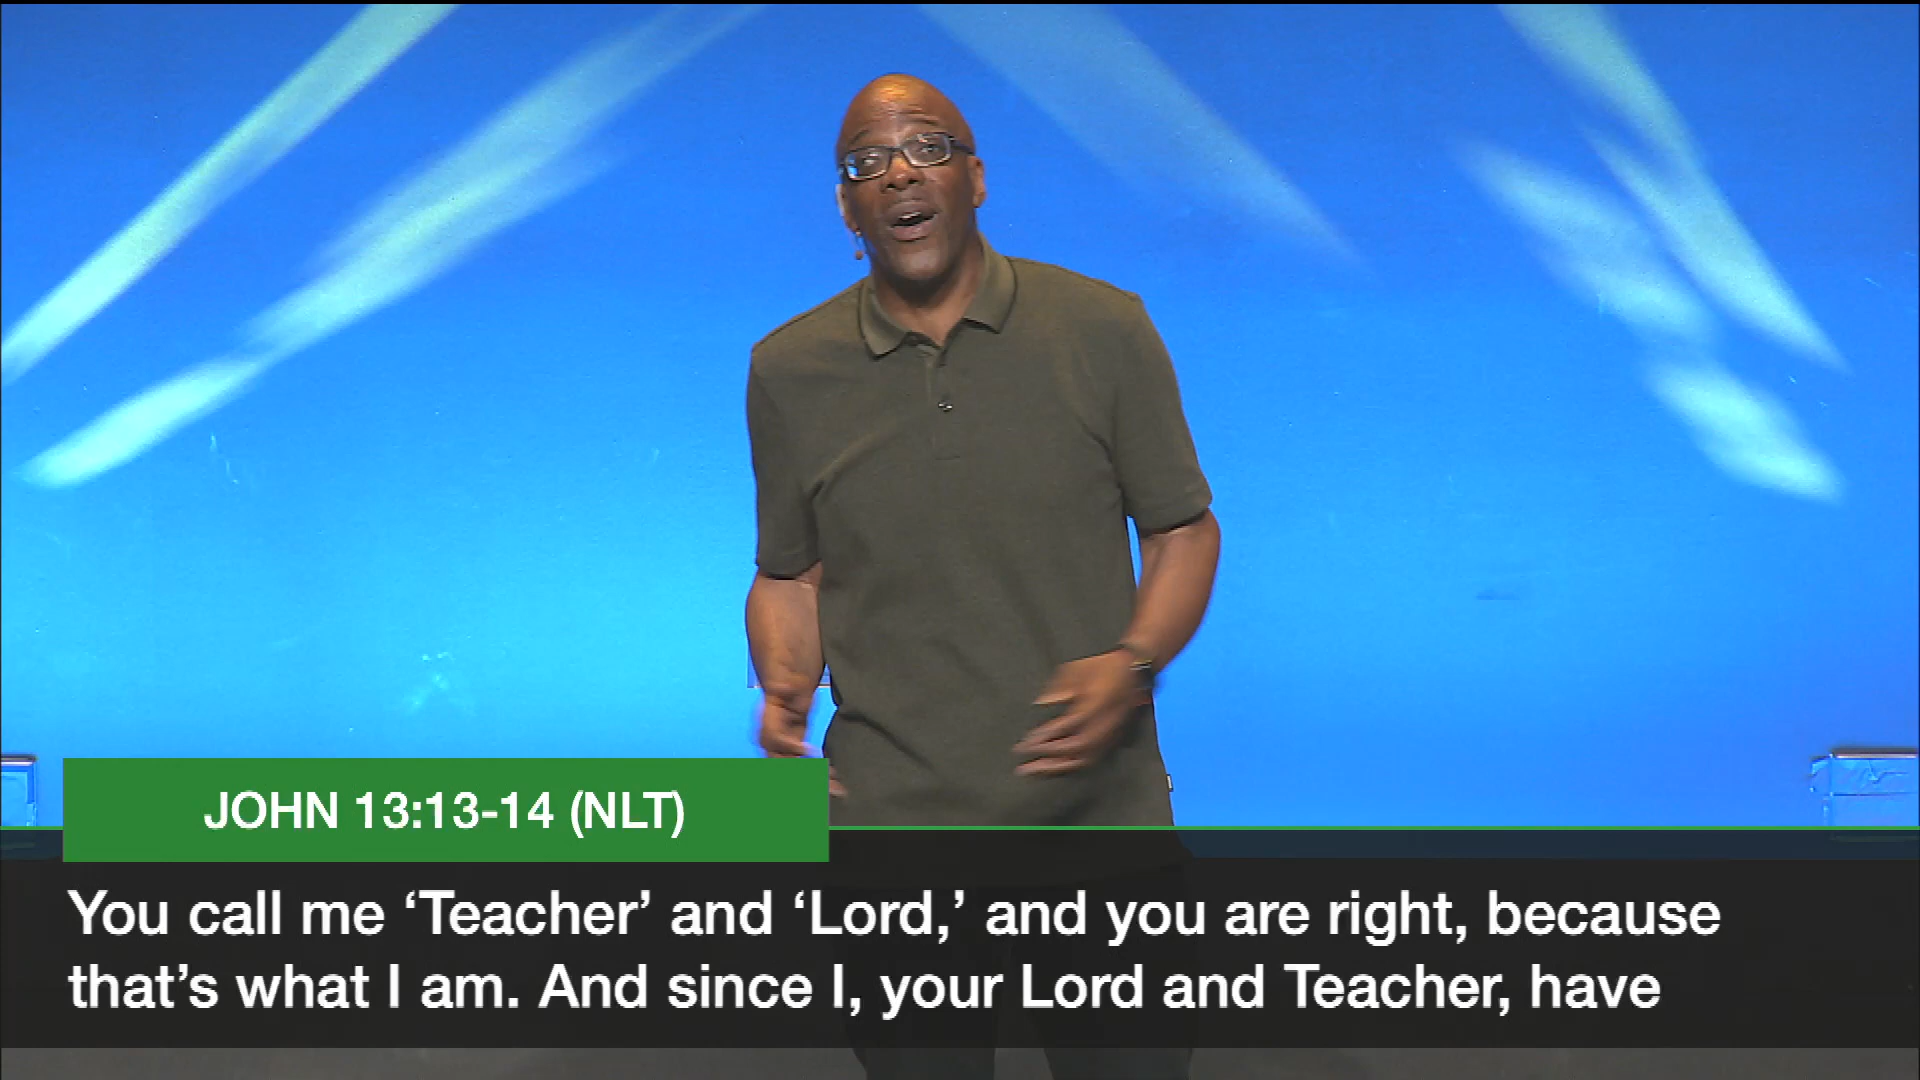 JOHN 13:13-14 (NLT)
You call me ‘Teacher’ and ‘Lord,’ and you are right, because
that’s what I am. And since I, your Lord and Teacher, have